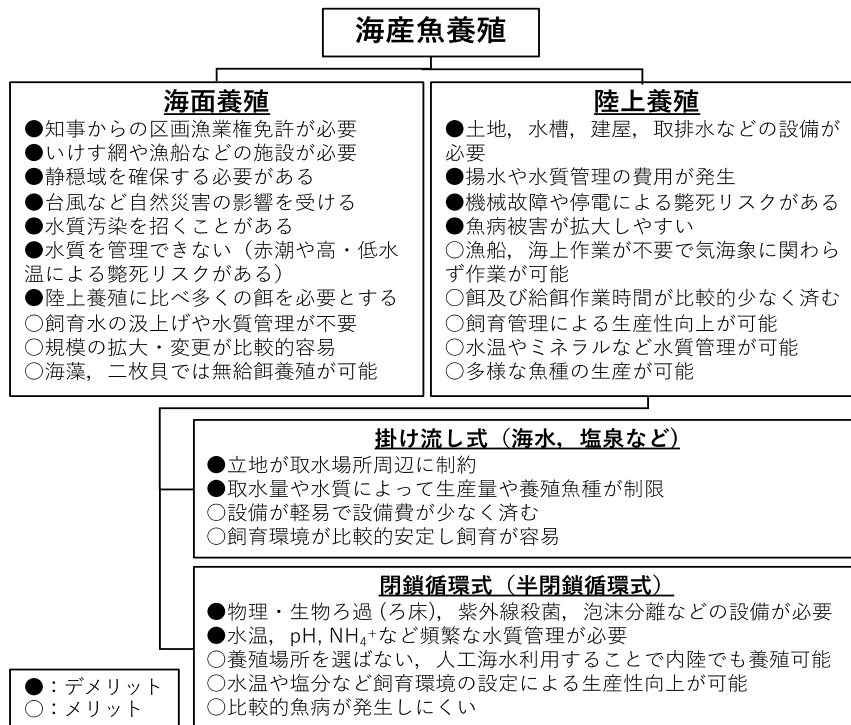 海産魚養殖
海面養殖
●知事からの区画漁業権免許が必要
●いけす網や漁船などの施設が必要
●静穏域を確保する必要がある
●台風など自然災害の影響を受ける
●水質汚染を招くことがある
●水質を管理できない（赤潮や高・低水
温による斃死リスクがある）
●陸上養殖に比べ多くの餌を必要とする
○飼育水の汲上げや水質管理が不要
○規模の拡大・変更が比較的容易
○海藻，二枚貝では無給餌養殖が可能
陸上養殖
●土地，水槽，建屋，取排水などの設備が
必要
●揚水や水質管理の費用が発生
●機械故障や停電による斃死リスクがある
●魚病被害が拡大しやすい
○漁船，海上作業が不要で気海象に関わら
ず作業が可能
○餌及び給餌作業時間が比較的少なく済む
○飼育管理による生産性向上が可能
○水温やミネラルなど水質管理が可能
○多様な魚種の生産が可能
掛け流し式（海水，塩泉など）
●立地が取水場所周辺に制約
●取水量や水質によって生産量や養殖魚種が制限
○設備が軽易で設備費が少なく済む
○飼育環境が比較的安定し飼育が容易
閉鎖循環式（半閉鎖循環式）
●物理・生物ろ過 (ろ床)，紫外線殺菌，泡沫分離などの設備が必要
●水温，pH, NH₄⁺など頻繁な水質管理が必要
○養殖場所を選ばない，人工海水利用することで内陸でも養殖可能
○水温や塩分など飼育環境の設定による生産性向上が可能
○比較的魚病が発生しにくい
●：デメリット
○：メリット